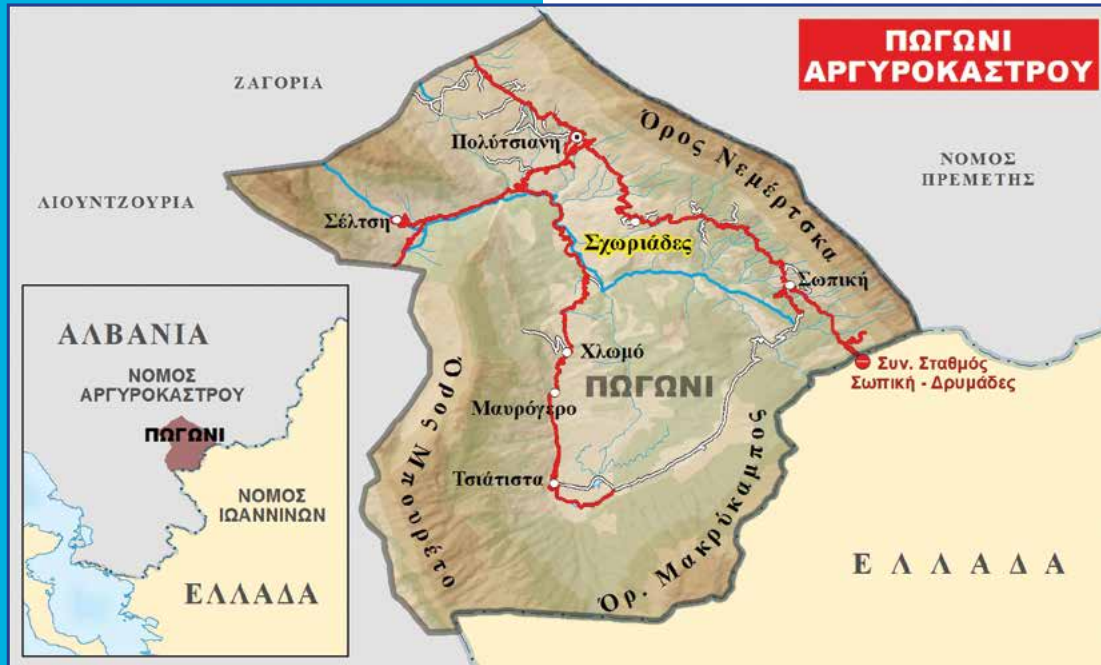 ΠΩΓΩΝΙ
ΑΡΓΥΡΟΚΑΣΤΡΟΥ
ΖΑΓΟΡΙΑ
Πολύτσιανη
Όρος Νεμέρτσκα
ΝΟΜΟΣ
ΠΡΕΜΕΤΗΣ
ΛΙΟΥΝΤΖΟΥΡΙΑ
Σέλτση
Σχωριάδες
Σωπική
Χλωμό
ΠΩΓΩΝΙ
Συν. Σταθμός
Σωπική - Δρυμάδες
Μαυρόγερο
Τσιάτιστα
Όρος Μπουρέτο
Όρ. Μακρύκαμπος
ΕΛΛΑΔΑ
ΑΛΒΑΝΙΑ
ΝΟΜΟΣ
ΑΡΓΥΡΟΚΑΣΤΡΟΥ
ΠΩΓΩΝΙ
ΝΟΜΟΣ
ΙΩΑΝΝΙΝΩΝ
ΕΛΛΑΔΑ